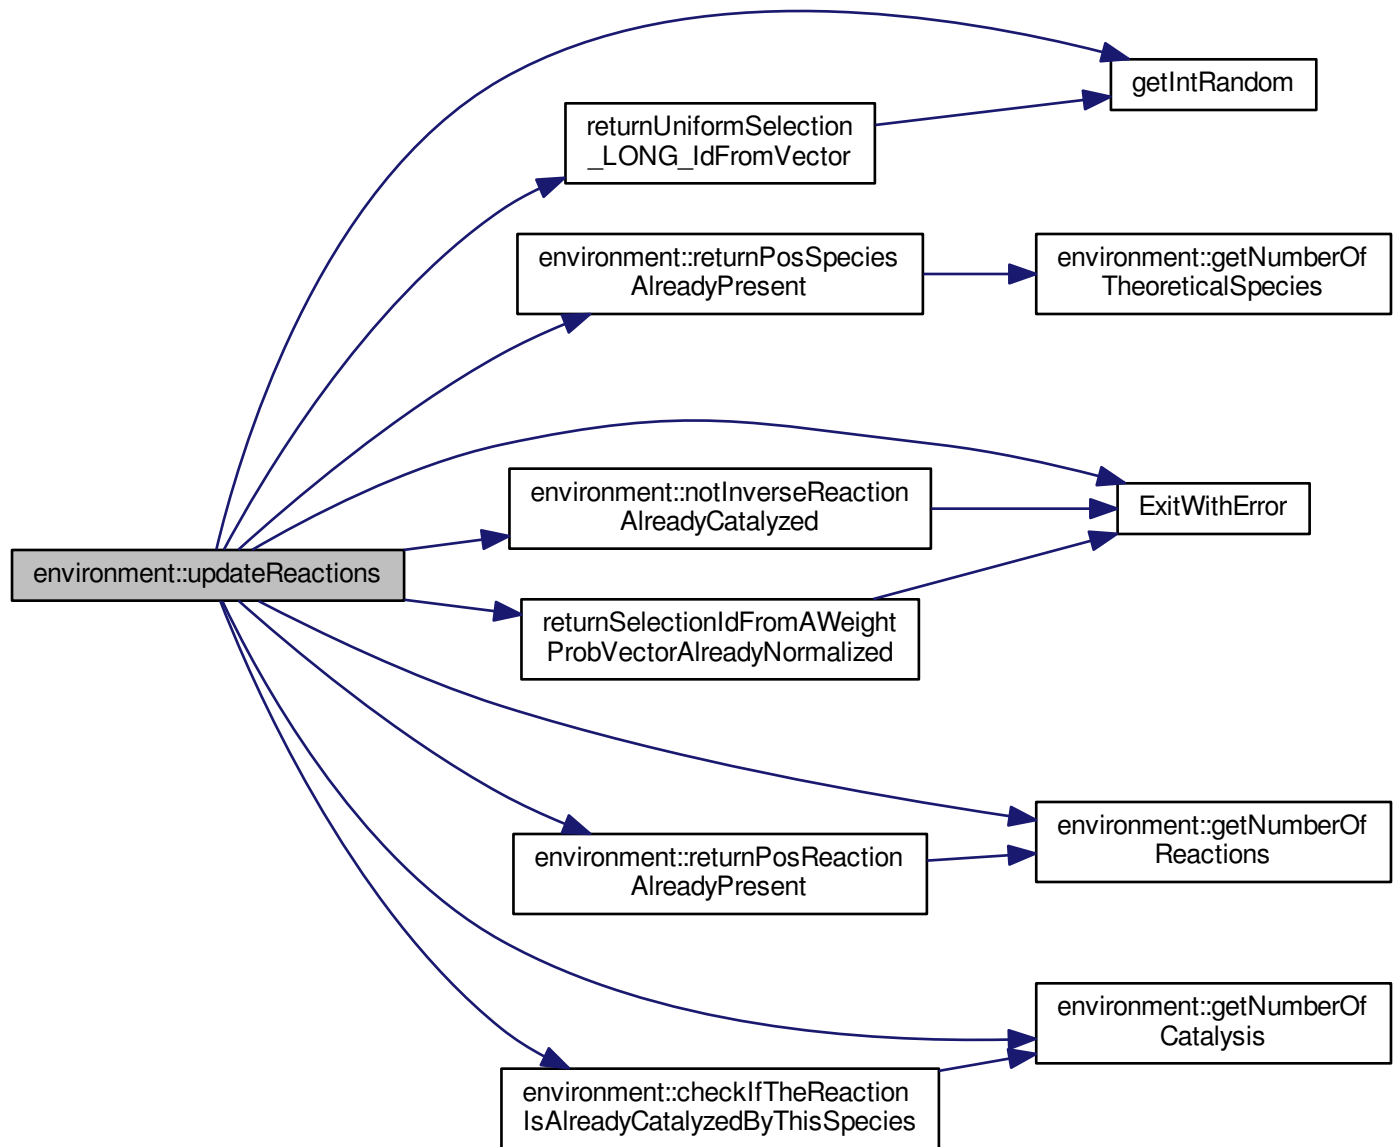 getIntRandom
returnUniformSelection
_LONG_IdFromVector
environment::returnPosSpecies
AlreadyPresent
environment::getNumberOf
TheoreticalSpecies
environment::notInverseReaction
AlreadyCatalyzed
ExitWithError
environment::updateReactions
returnSelectionIdFromAWeight
ProbVectorAlreadyNormalized
environment::getNumberOf
Reactions
environment::returnPosReaction
AlreadyPresent
environment::getNumberOf
Catalysis
environment::checkIfTheReaction
IsAlreadyCatalyzedByThisSpecies